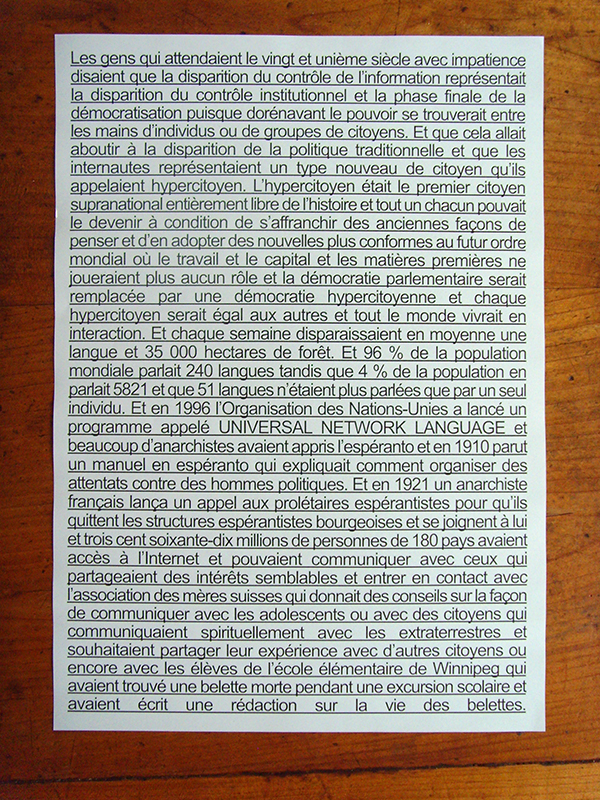 Les gens qui attendaient le vingt et unième siècle avec impatience
disaient que la disparition du contrôle de l’information représentait
la disparition du contrôle institutionnel et la phase finale de la
démocratisation puisque dorénavant le pouvoir se trouverait entre
les mains d’individus ou de groupes de citoyens. Et que cela allait
aboutir à la disparition de la politique traditionnelle et que les
internautes représentaient un type nouveau de citoyen qu’ils
appelaient hypercitoyen. L’hypercitoyen était le premier citoyen
supranational entièrement libre de l’histoire et tout un chacun pouvait
le devenir à condition de s’affranchir des anciennes façons de
penser et d’en adopter des nouvelles plus conformes au futur ordre
mondial où le travail et le capital et les matières premières ne
joueraient plus aucun rôle et la démocratie parlementaire serait
remplacée par une démocratie hypercitoyenne et chaque
hypercitoyen serait égal aux autres et tout le monde vivrait en
interaction. Et chaque semaine disparaissaient en moyenne une
langue et 35 000 hectares de forêt. Et 96 % de la population
mondiale parlait 240 langues tandis que 4 % de la population en
parlait 5821 et que 51 langues n’étaient plus parlées que par un seul
individu. Et en 1996 l’Organisation des Nations-Unies a lancé un
programme appelé UNIVERSAL NETWORK LANGUAGE et
beaucoup d’anarchistes avaient appris l’espéranto et en 1910 parut
un manuel en espéranto qui expliquait comment organiser des
attentats contre des hommes politiques. Et en 1921 un anarchiste
français lança un appel aux prolétaires espérantistes pour qu’ils
quittent les structures espérantistes bourgeoises et se joignent à lui
et trois cent soixante-dix millions de personnes de 180 pays avaient
accès à l’Internet et pouvaient communiquer avec ceux qui
partageaient des intérêts semblables et entrer en contact avec
l’association des mères suisses qui donnait des conseils sur la façon
de communiquer avec les adolescents ou avec des citoyens qui
communiquaient spirituellement avec les extraterrestres et
souhaitaient partager leur expérience avec d’autres citoyens ou
encore avec les élèves de l’école élémentaire de Winnipeg qui
avaient trouvé une belette morte pendant une excursion scolaire et
avaient écrit une rédaction sur la vie des belettes.